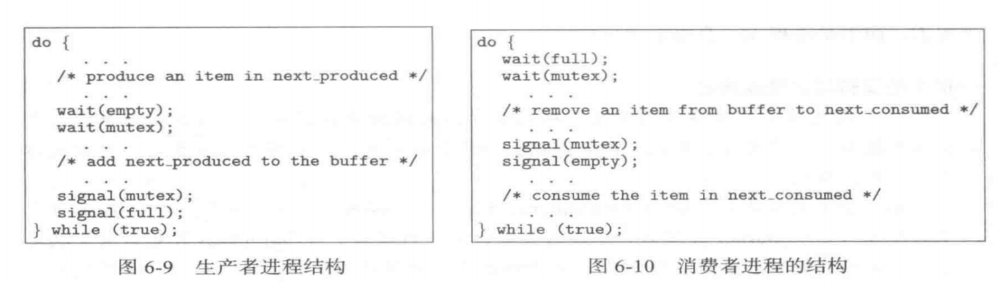 do {
. . .
/* produce an item in next_produced */
. . .
wait(empty);
wait(mutex);
. . .
/* add next_produced to the buffer */
. . .
signal(mutex);
signal(full);
} while (true);
图 6-9 生产者进程结构
do {
wait(full);
wait(mutex);
. . .
/* remove an item from buffer to next_consumed */
. . .
signal(mutex);
signal(empty);
. . .
/* consume the item in next_consumed */
. . .
} while (true);
图 6-10 消费者进程的结构